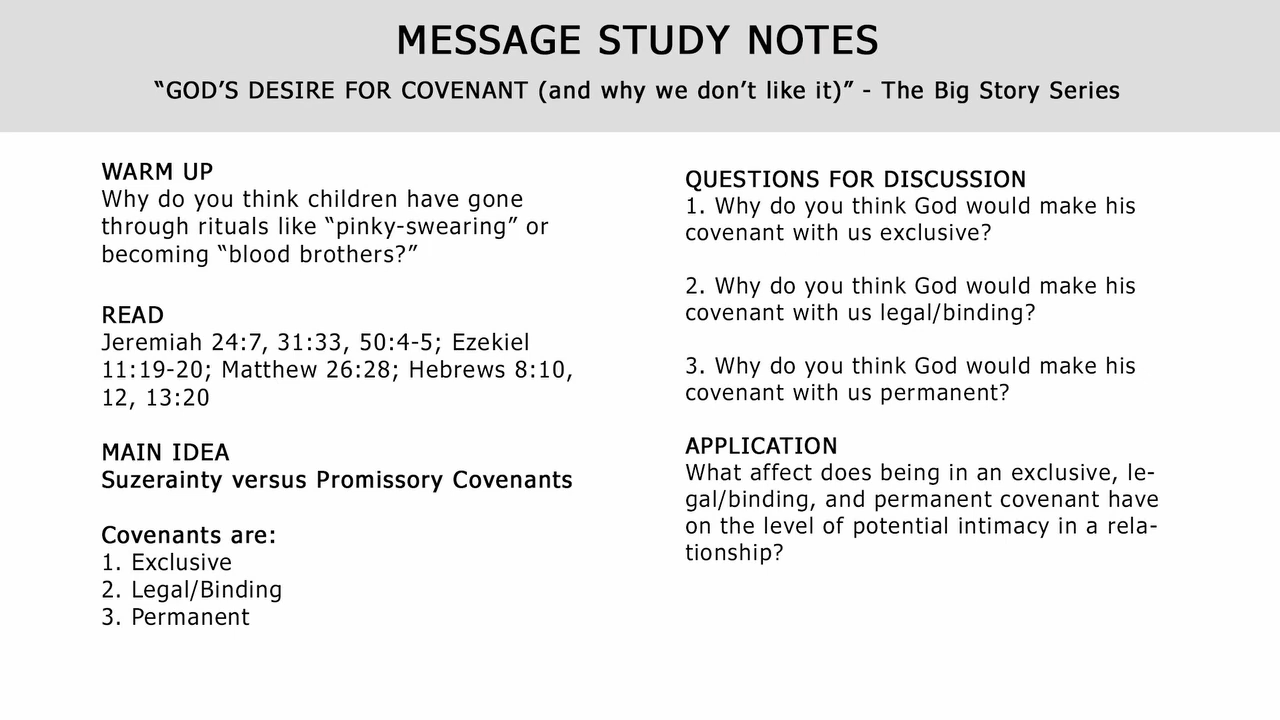 MESSAGE STUDY NOTES
“GOD’S DESIRE FOR COVENANT (and why we don’t like it)” - The Big Story Series
WARM UP
Why do you think children have gone
through rituals like “pinky-swearing” or
becoming “blood brothers?”
READ
Jeremiah 24:7, 31:33, 50:4-5; Ezekiel
11:19-20; Matthew 26:28; Hebrews 8:10,
12, 13:20
MAIN IDEA
Suzerainty versus Promissory Covenants
Covenants are:
1. Exclusive
2. Legal/Binding
3. Permanent
QUESTIONS FOR DISCUSSION
1. Why do you think God would make his
covenant with us exclusive?
2. Why do you think God would make his
covenant with us legal/binding?
3. Why do you think God would make his
covenant with us permanent?
APPLICATION
What affect does being in an exclusive, le-
gal/binding, and permanent covenant have
on the level of potential intimacy in a rela-
tionship?